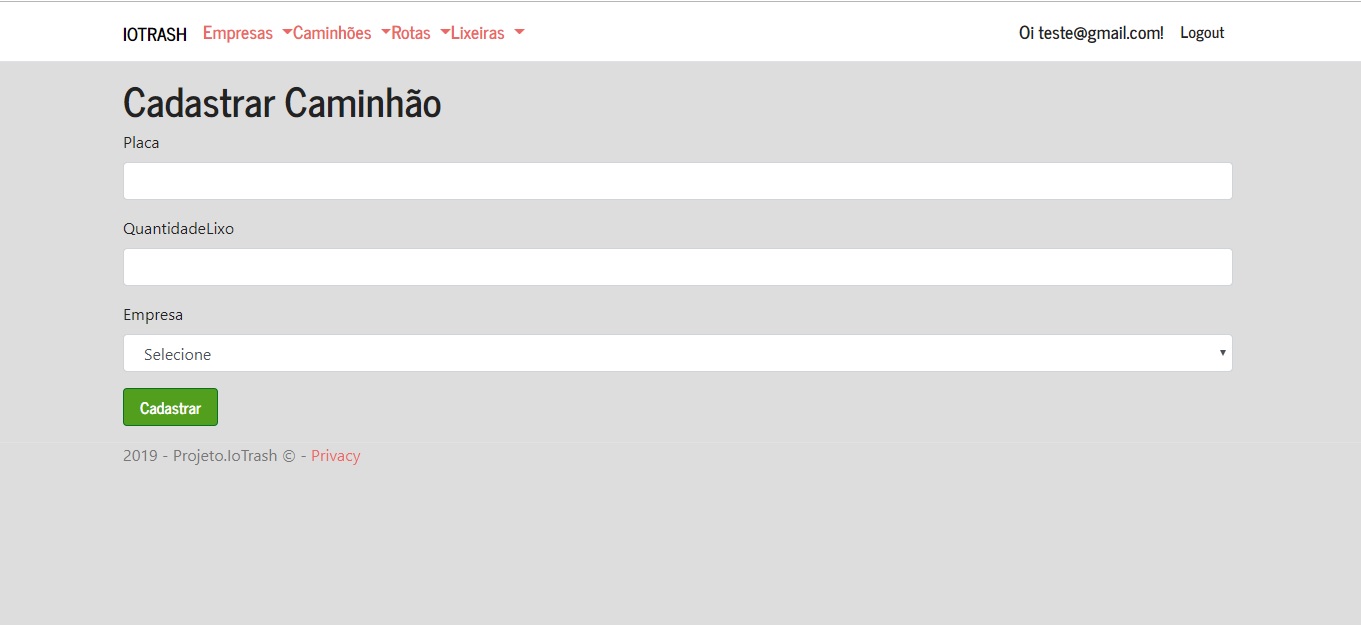 IOTRASH Empresas Caminhões Rotas Lixeiras Oi teste@gmail.com! Logout
Cadastrar Caminhão
Placa
QuantidadeLixo
Empresa
Selecione
Cadastrar
2019 - Projeto.IoTrash © - Privacy